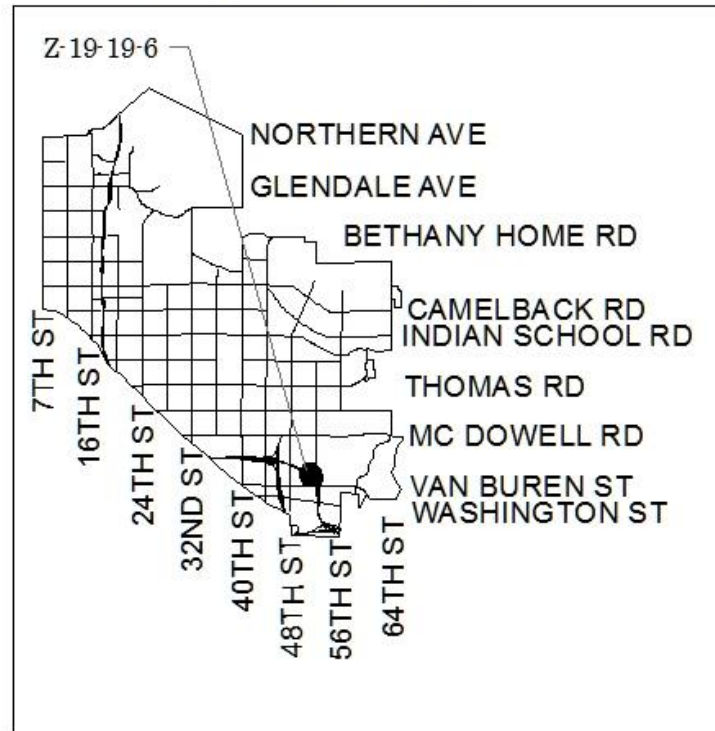 Z-19-19-6
NORTHERN AVE
GLENDALE AVE
BETHANY HOME RD
CAMELBACK RD
INDIAN SCHOOL RD
THOMAS RD
MC DOWELL RD
VAN BUREN ST
WASHINGTON ST
7TH ST
16TH ST
24TH ST
32ND ST
40TH ST
48TH ST
56TH ST
64TH ST